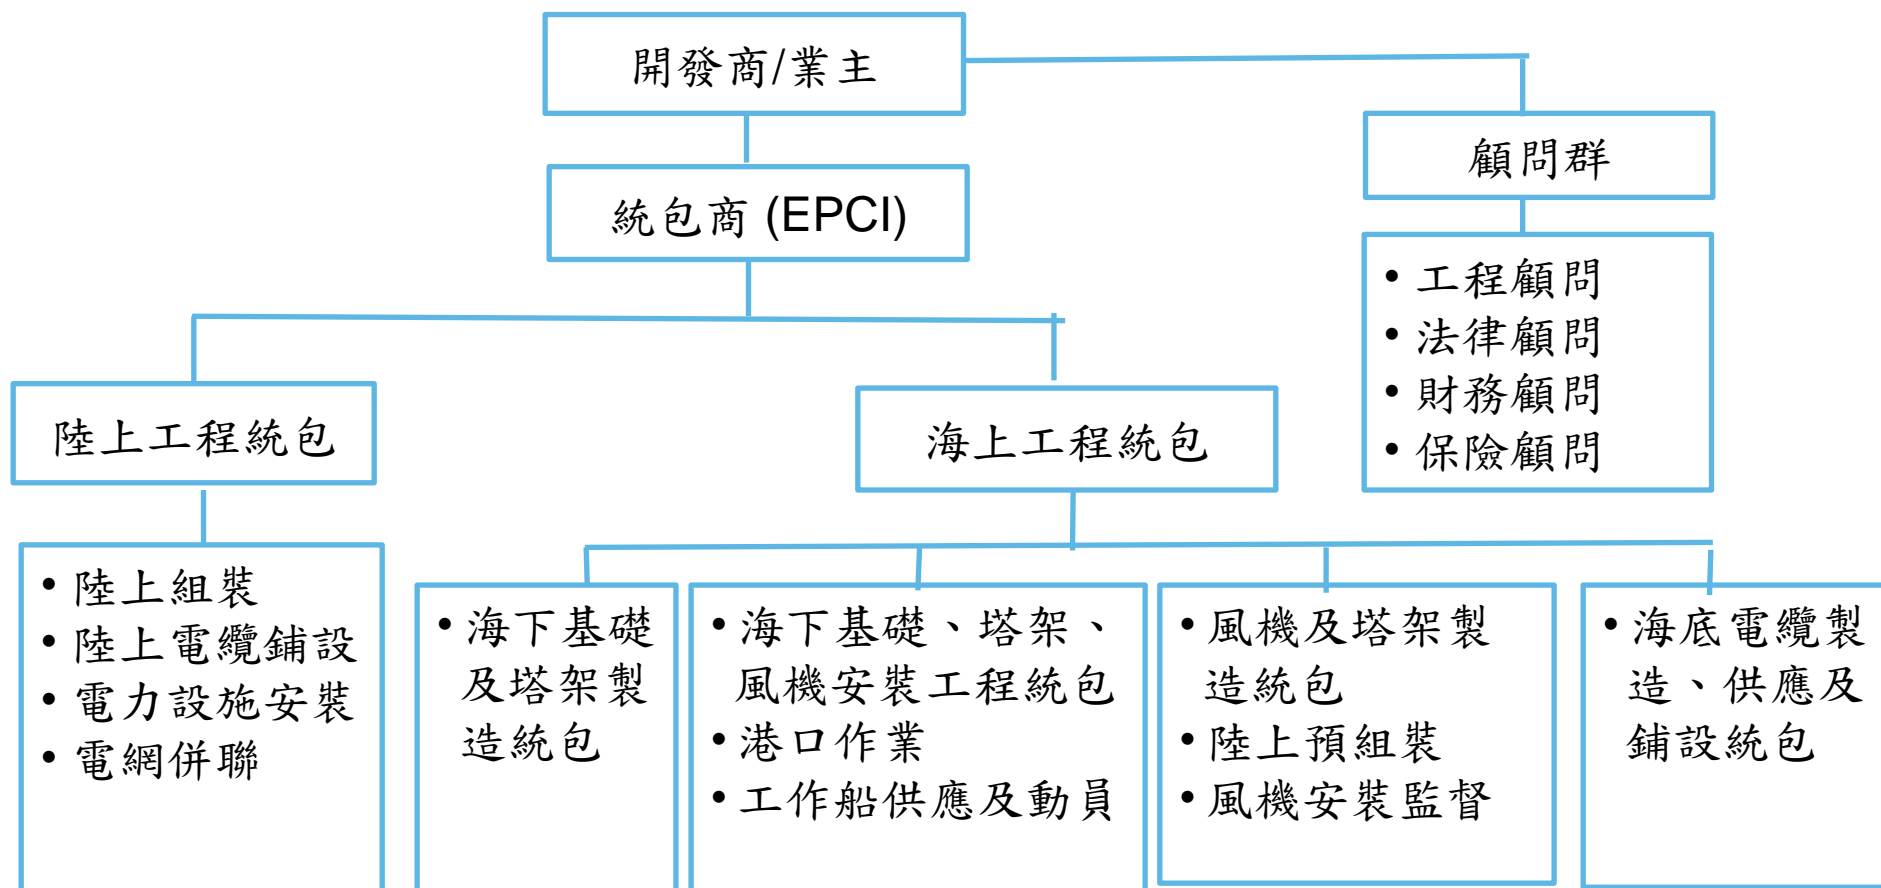 開發商/業主
顧問群
統包商 (EPCI)
• 工程顧問
• 法律顧問
• 財務顧問
• 保險顧問
陸上工程統包
海上工程統包
• 陸上組裝
• 陸上電纜鋪設
• 電力設施安裝
• 電網併聯
• 海下基礎
及塔架製
造統包
• 海下基礎、塔架、
風機安裝工程統包
• 港口作業
• 工作船供應及動員
• 風機及塔架製
造統包
• 陸上預組裝
• 風機安裝監督
• 海底電纜製
造、供應及
鋪設統包